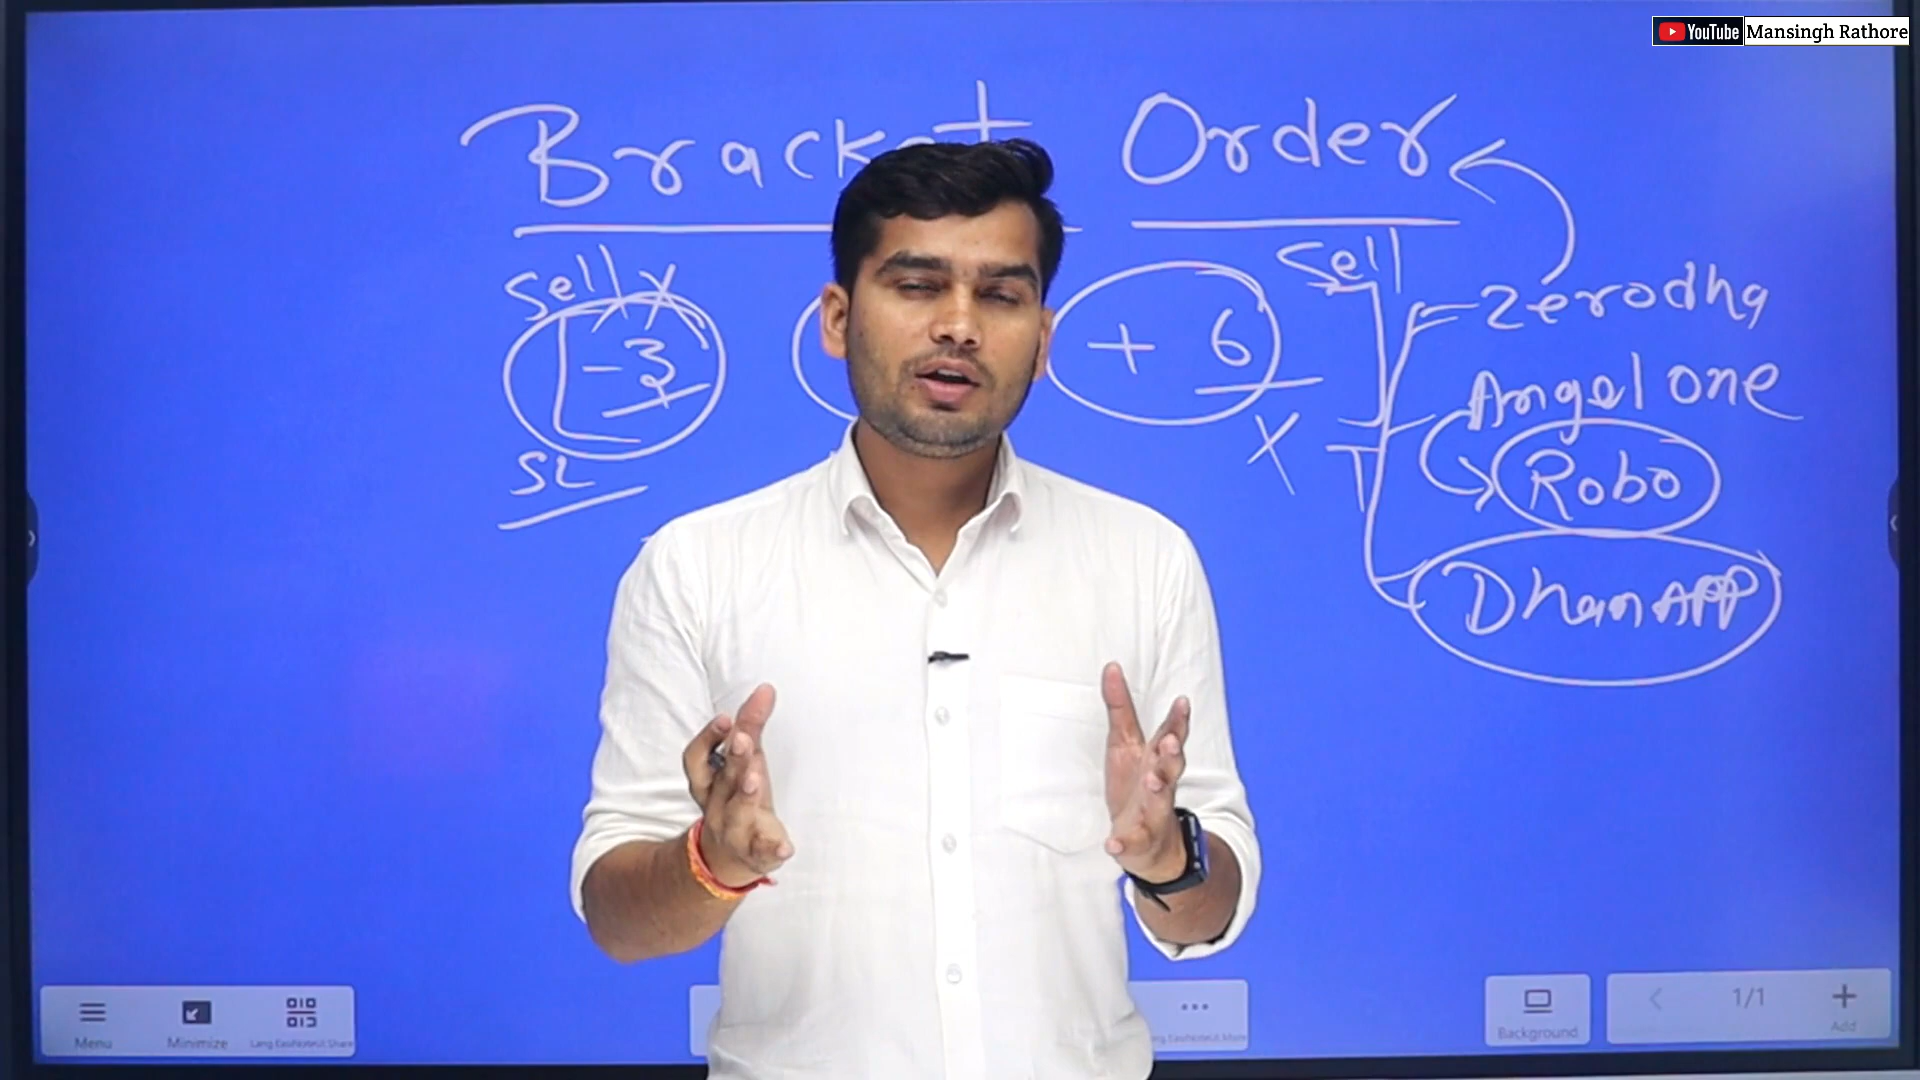 YouTube Mansingh Rathore
Bracket Order
Sell X
Sell
-3
+ 6
Zerodha
Angel one
X T
SL
Robo
Dhan APP
Menu
Minimize
Background
1/1
Add